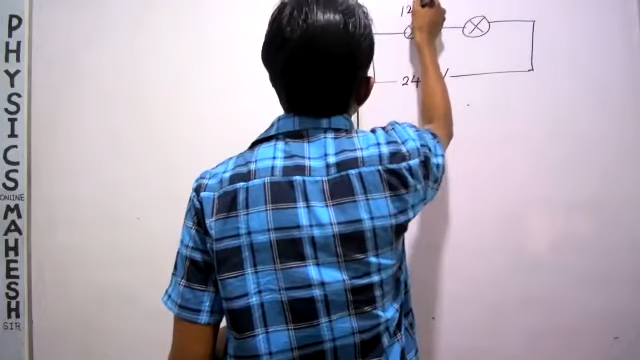 PHYSICS
ONLINE
MAHESH
SIR
12
24